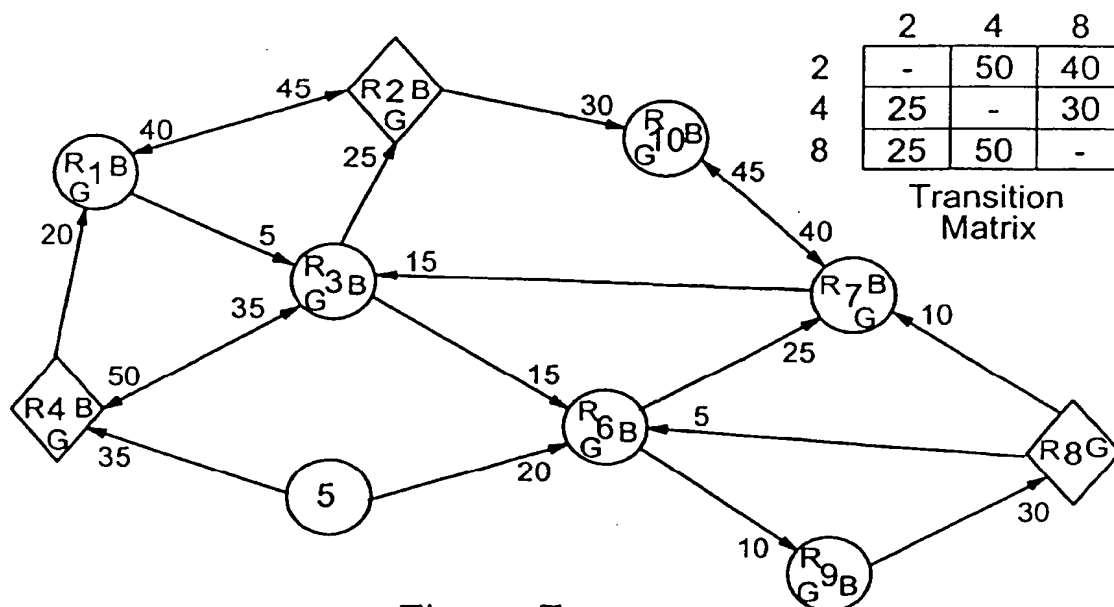 2 4 8
2 - 50 40
4 25 - 30
8 25 50 -
Transition
Matrix
45 R 2 B G 30 R 10 B G
40 25 45
R 1 B G
20 5 40
R 3 B G 15 R 7 B G
35 10
25
50 15
R 4 B G R 6 B G 5 R 8 G
35 5 20 30
10 R 9 B G